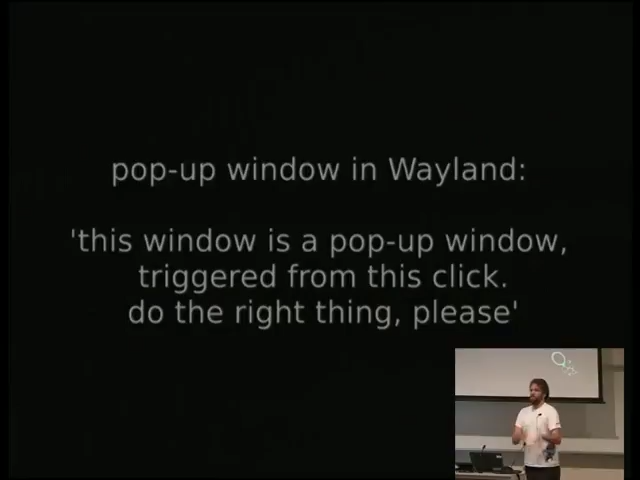 pop-up window in Wayland:
'this window is a pop-up window,
triggered from this click.
do the right thing, please'